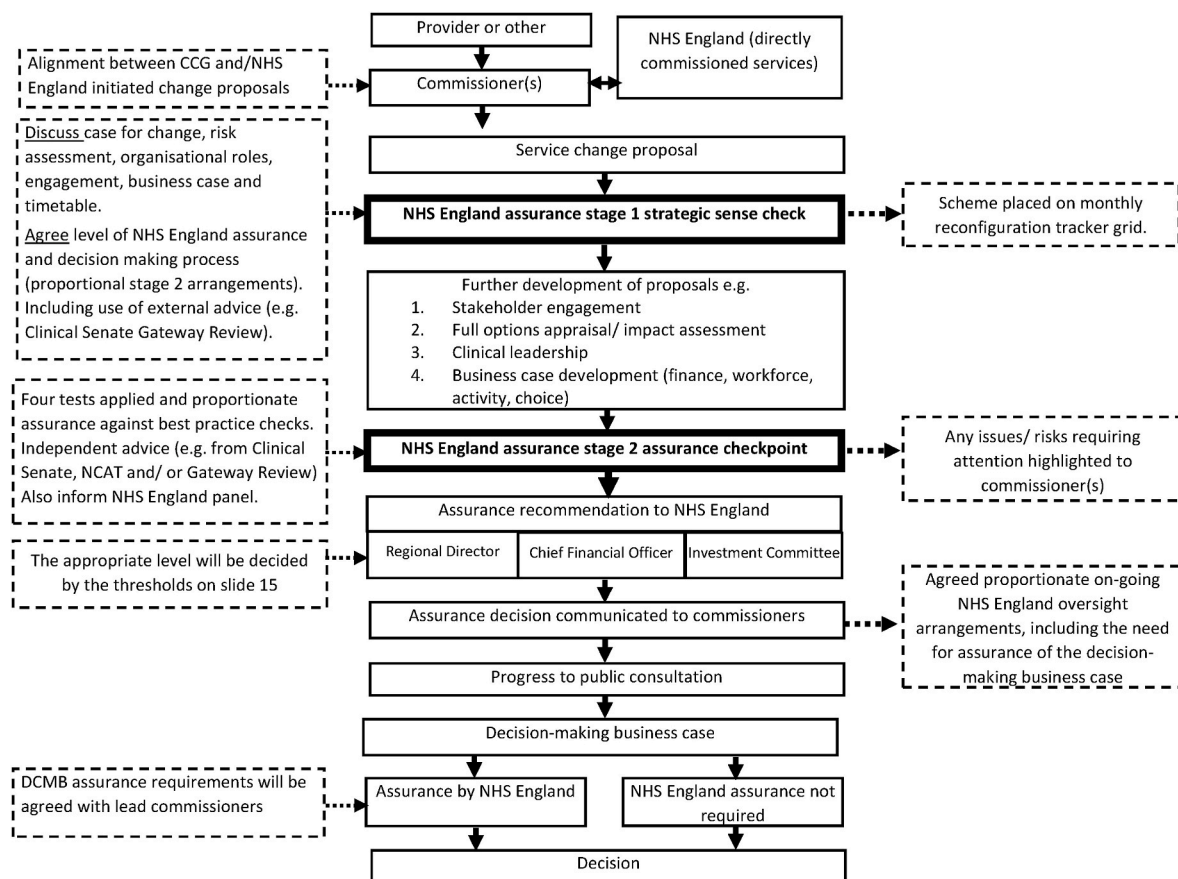 Provider or other
NHS England (directly
commissioned services)
Alignment between CCG and/NHS
England initiated change proposals
Commissioner(s)
Discuss case for change, risk
assessment, organisational roles,
engagement, business case and
timetable.
Agree level of NHS England assurance
and decision making process
(proportional stage 2 arrangements).
Including use of external advice (e.g.
Clinical Senate Gateway Review).
Service change proposal
NHS England assurance stage 1 strategic sense check
Scheme placed on monthly
reconfiguration tracker grid.
Further development of proposals e.g.
1. Stakeholder engagement
2. Full options appraisal/ impact assessment
3. Clinical leadership
4. Business case development (finance, workforce,
activity, choice)
Four tests applied and proportionate
assurance against best practice checks.
Independent advice (e.g. from Clinical
Senate, NCAT and/ or Gateway Review)
Also inform NHS England panel.
NHS England assurance stage 2 assurance checkpoint
Any issues/ risks requiring
attention highlighted to
commissioner(s)
Assurance recommendation to NHS England
Regional Director
Chief Financial Officer
Investment Committee
The appropriate level will be decided
by the thresholds on slide 15
Assurance decision communicated to commissioners
Agreed proportionate on-going
NHS England oversight
arrangements, including the need
for assurance of the decision-
making business case
Progress to public consultation
Decision-making business case
DCMB assurance requirements will be
agreed with lead commissioners
Assurance by NHS England
NHS England assurance not
required
Decision